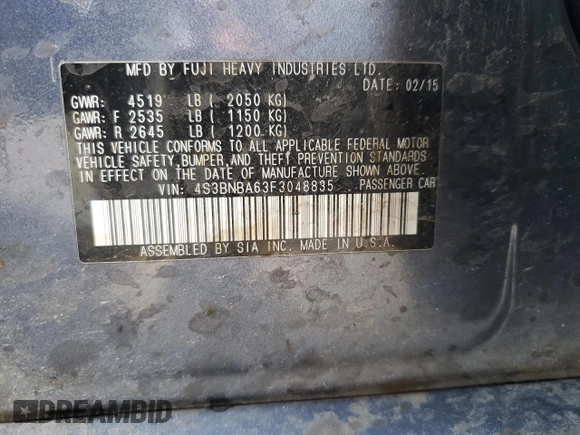 MFD BY FUJI HEAVY INDUSTRIES LTD.
DATE: 02/15
GVWR: 4519 LB ( 2050 KG)
GAWR: F 2535 LB ( 1150 KG)
GAWR: R 2645 LB ( 1200 KG)
THIS VEHICLE CONFORMS TO ALL APPLICABLE FEDERAL MOTOR
VEHICLE SAFETY, BUMPER, AND THEFT PREVENTION STANDARDS
IN EFFECT ON THE DATE OF MANUFACTURE SHOWN ABOVE.
VIN: 4S3BNBA63F3048835 PASSENGER CAR
ASSEMBLED BY SIA INC. MADE IN U.S.A.
DREAMBID